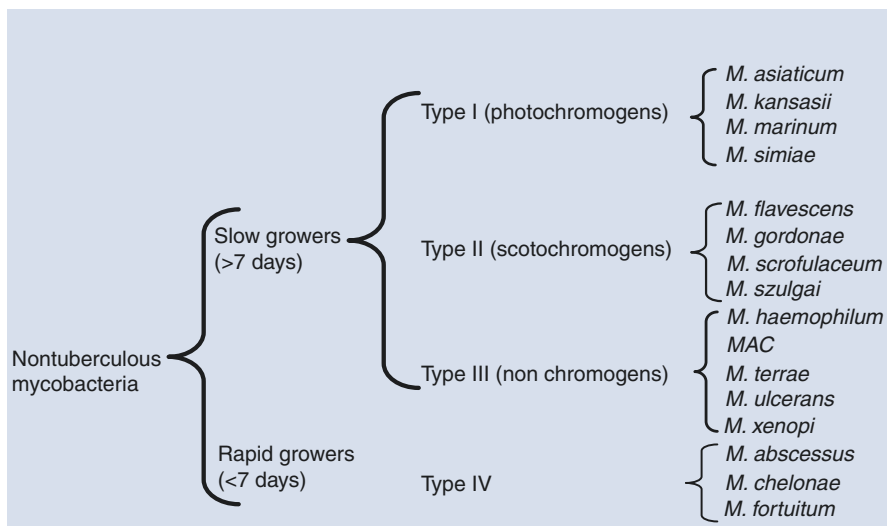 Nontuberculous
mycobacteria
Slow growers
(>7 days)
Type I (photochromogens)
M. asiaticum
M. kansasii
M. marinum
M. simiae
Type II (scotochromogens)
M. flavescens
M. gordonae
M. scrofulaceum
M. szulgai
Type III (non chromogens)
M. haemophilum
MAC
M. terrae
M. ulcerans
M. xenopi
Rapid growers
(<7 days)
Type IV
M. abscessus
M. chelonae
M. fortuitum